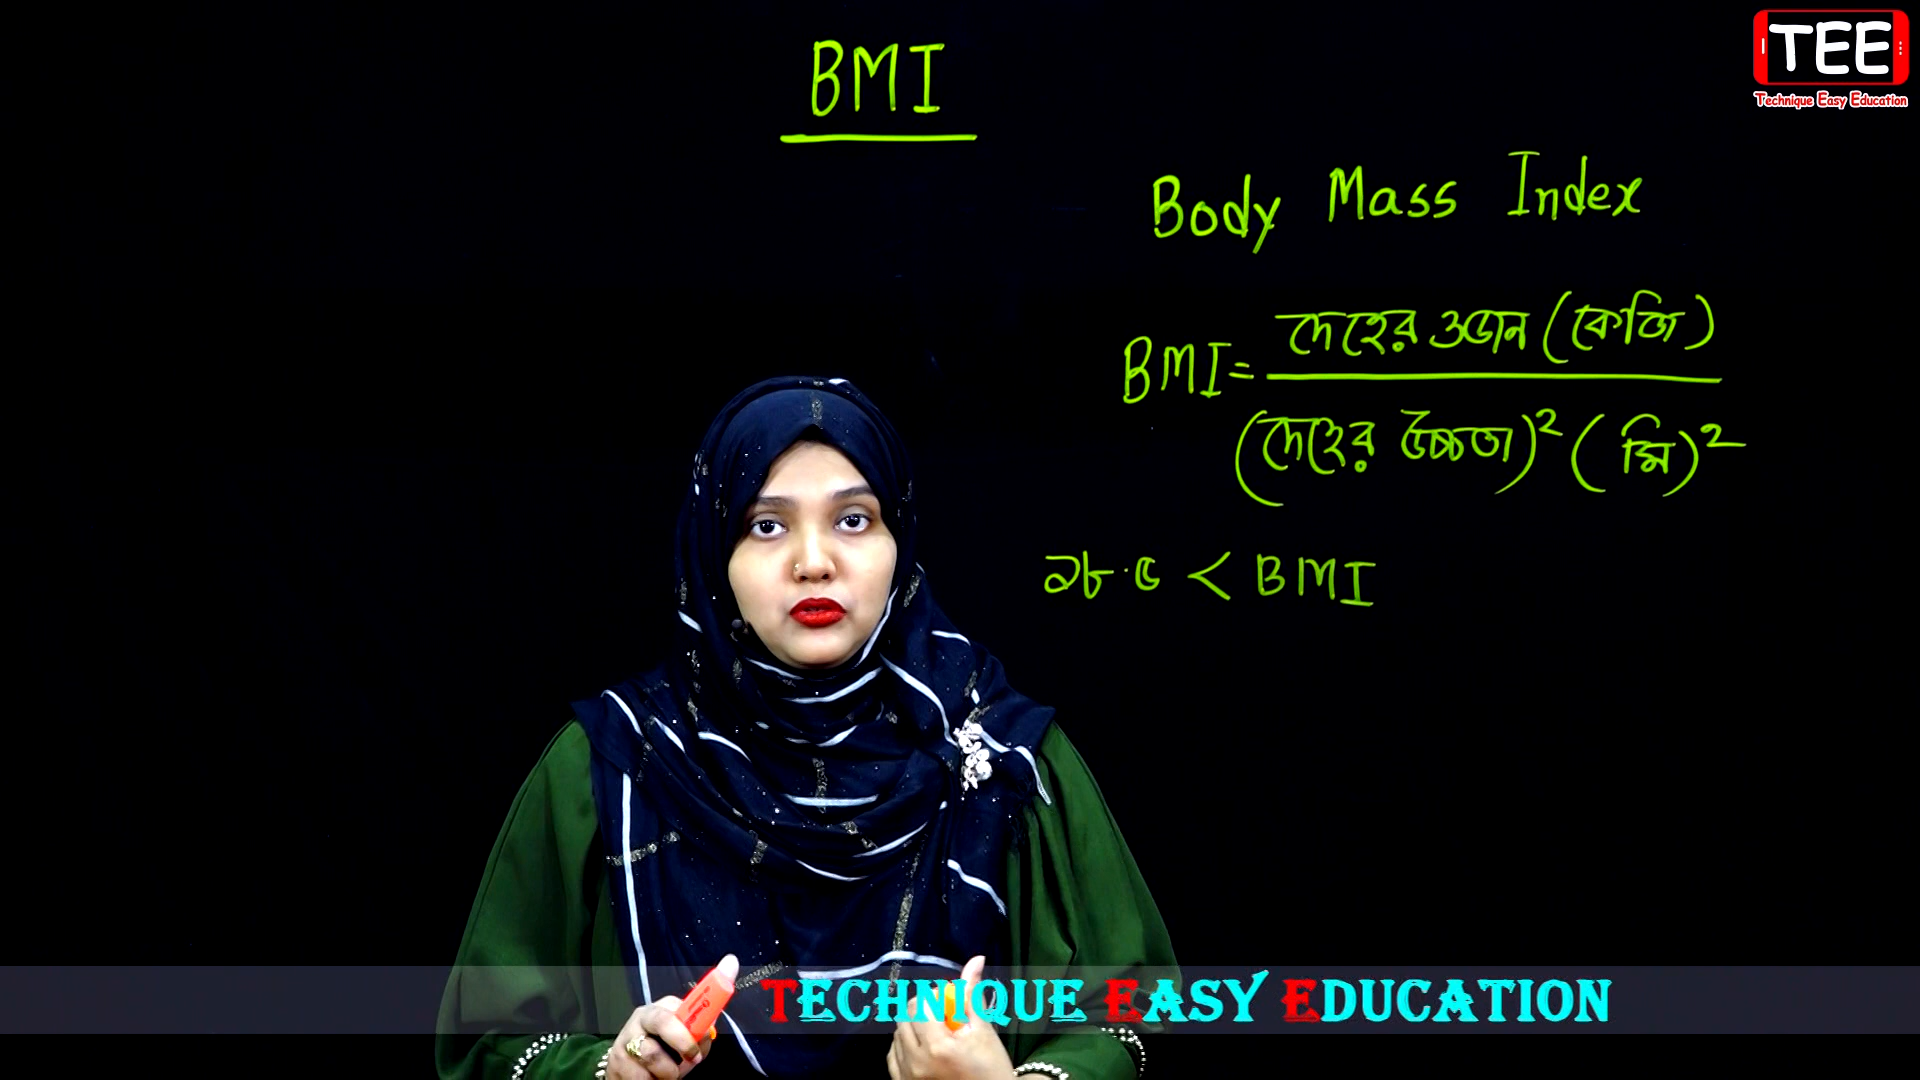 BMI
TEE
Technique Easy Education
Body Mass Index
BMI = দেহের ওজন (কেজি)
(দেহের উচ্চতা)² (মি)²
১৮.৫ < BMI
TECHNIQUE EASY EDUCATION